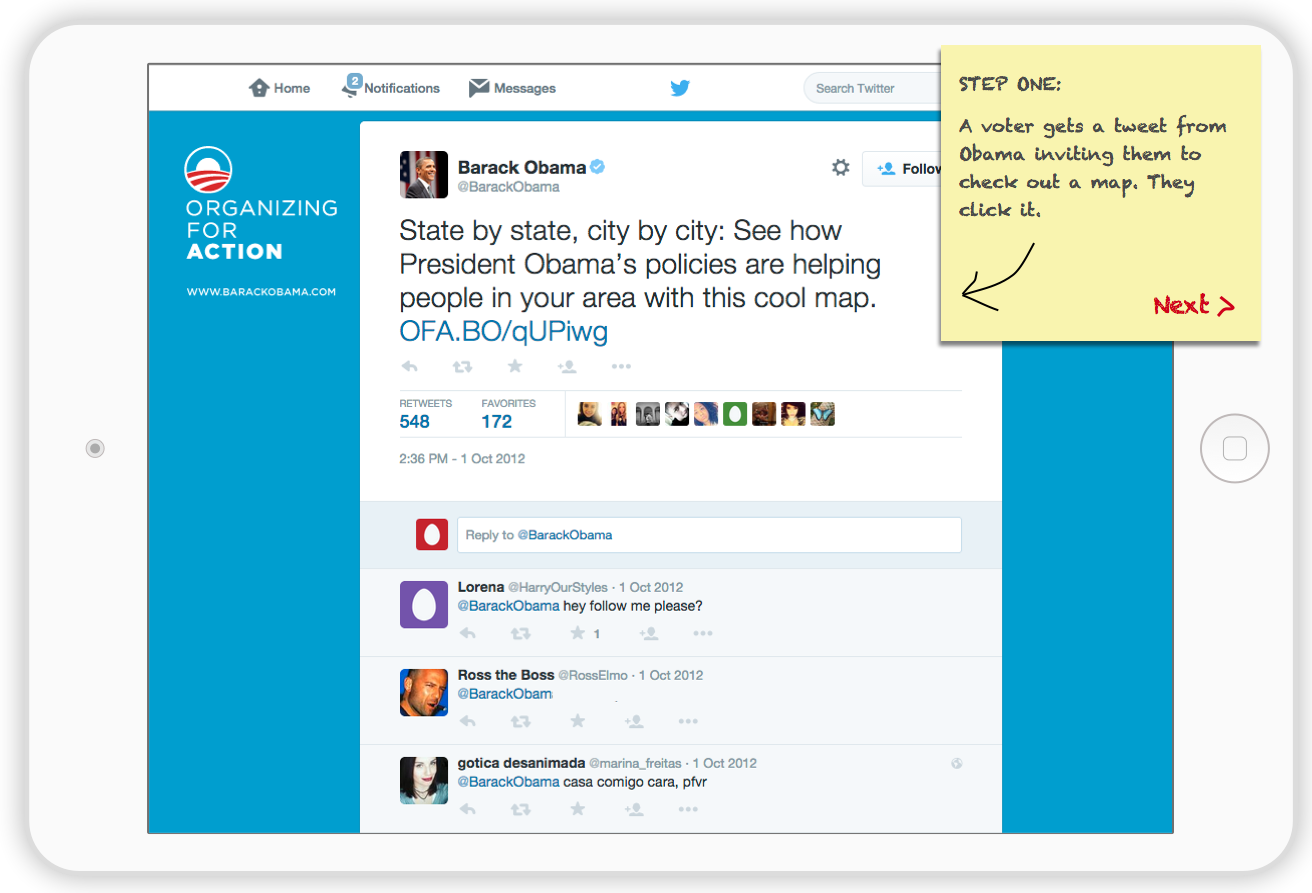 Home
2
Notifications
Messages
Search Twitter
ORGANIZING
FOR
ACTION
WWW.BARACKOBAMA.COM
Barack Obama
@BarackObama
Follow
State by state, city by city: See how
President Obama's policies are helping
people in your area with this cool map.
OFA.BO/qUPiwg
RETWEETS FAVORITES
548 172
2:36 PM - 1 Oct 2012
Reply to @BarackObama
Lorena @HarryOurStyles · 1 Oct 2012
@BarackObama hey follow me please?
1
Ross the Boss @RossElmo · 1 Oct 2012
@BarackObam
gotica desanimada @marina_freitas · 1 Oct 2012
@BarackObama casa comigo cara, pfvr
STEP ONE:
A voter gets a tweet from
Obama inviting them to
check out a map. They
click it.
Next >